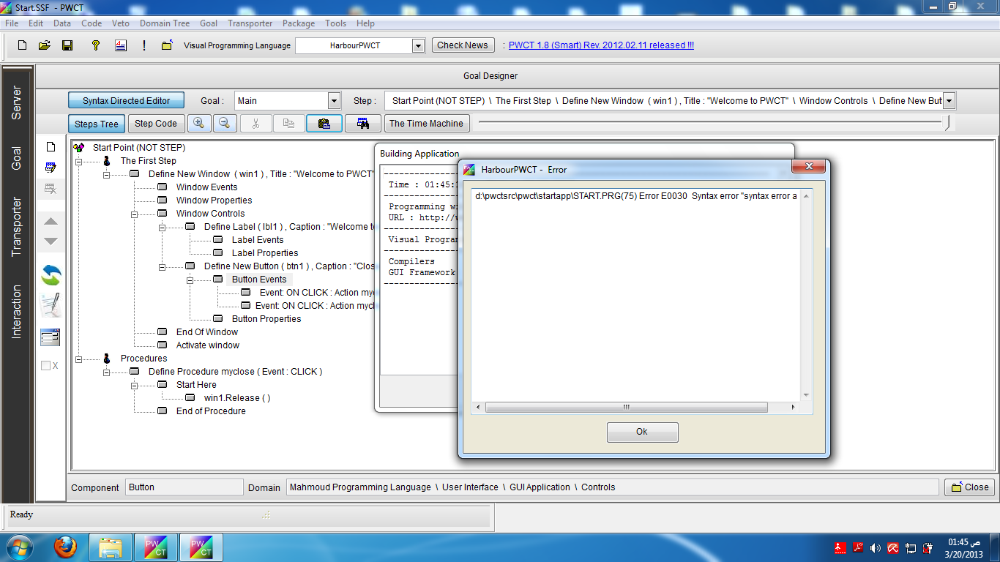 Start.SSF - PWCT
File Edit Data Code Veto Domain Tree Goal Transporter Package Tools Help
Visual Programming Language HarbourPWCT Check News : PWCT 1.8 (Smart) Rev. 2012.02.11 released !!!
Goal Designer
Syntax Directed Editor Goal : Main Step : Start Point (NOT STEP) \ The First Step \ Define New Window ( win1 ) , Title : "Welcome to PWCT" \ Window Controls \ Define New But
Steps Tree Step Code The Time Machine
Server
Goal
Transporter
Interaction
X
Start Point (NOT STEP)
The First Step
Define New Window ( win1 ) , Title : "Welcome to PWCT"
Window Events
Window Properties
Window Controls
Define Label ( lbl1 ) , Caption : "Welcome to
Label Events
Label Properties
Define New Button ( btn1 ) , Caption : "Clos
Button Events
Event: ON CLICK : Action my
Event: ON CLICK : Action mycl
Button Properties
End Of Window
Activate window
Procedures
Define Procedure myclose ( Event : CLICK )
Start Here
win1.Release ( )
End of Procedure
Building Application
Time : 01:45:
Programming wi
URL : http://w
Visual Program
Compilers
GUI Framework
HarbourPWCT - Error
d:\pwctsrc\pwct\startapp\START.PRG(75) Error E0030 Syntax error "syntax error a
Ok
Component Button Domain Mahmoud Programming Language \ User Interface \ GUI Application \ Controls Close
Ready
PW CT
PW CT
01:45 ص
3/20/2013